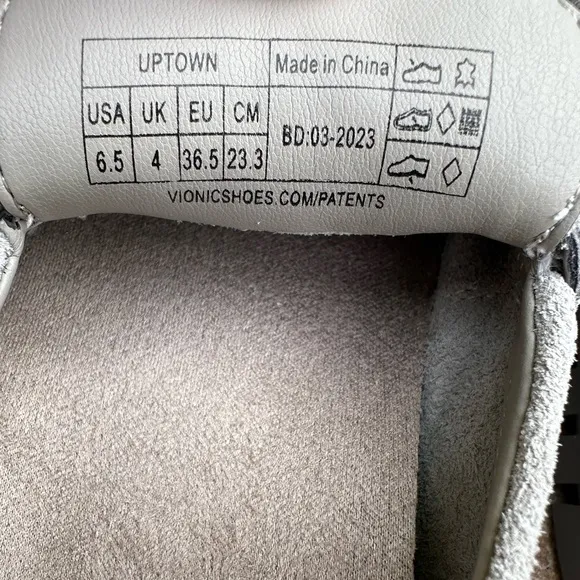 UPTOWN Made in China
USA UK EU CM
BD:03-2023
6.5 4 36.5 23.3
VIONICSHOES.COM/PATENTS